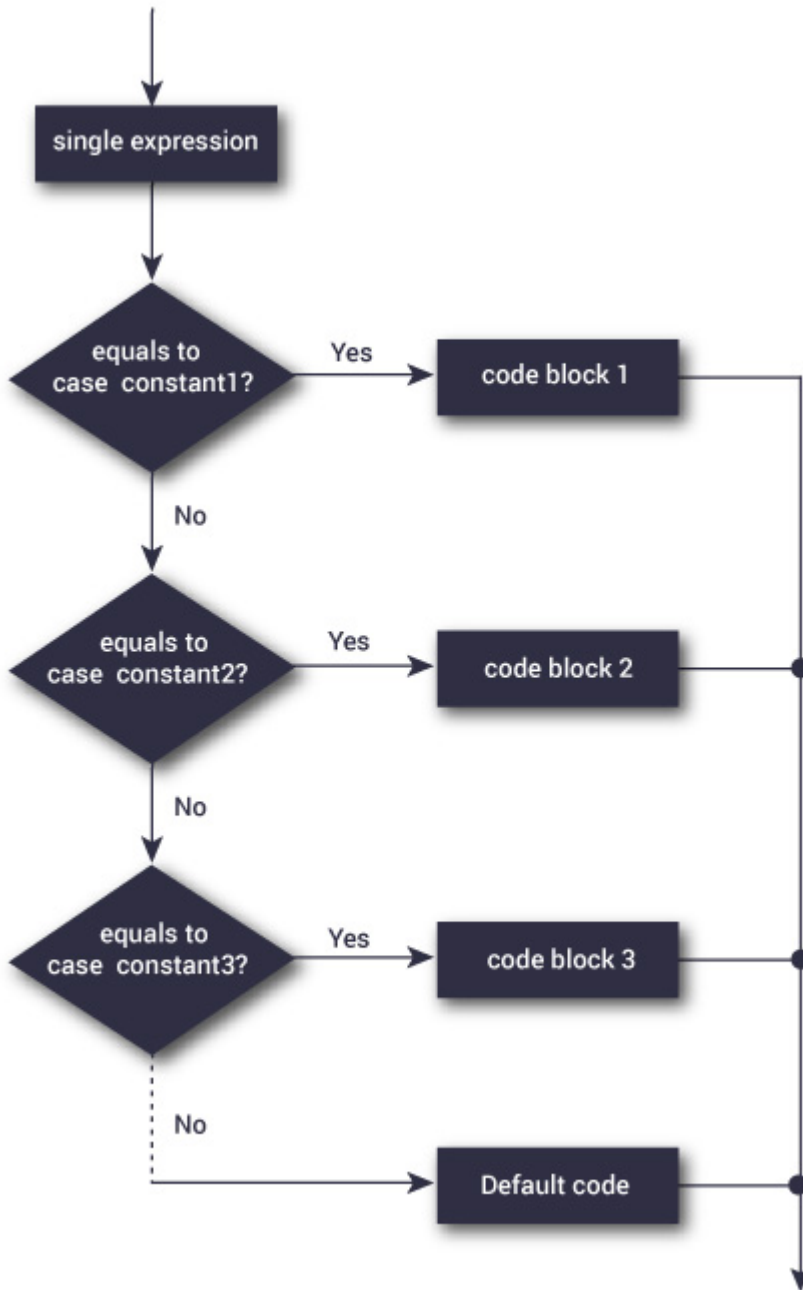 single expression
equals to
case constant1?
Yes
code block 1
No
equals to
case constant2?
Yes
code block 2
No
equals to
case constant3?
Yes
code block 3
No
Default code